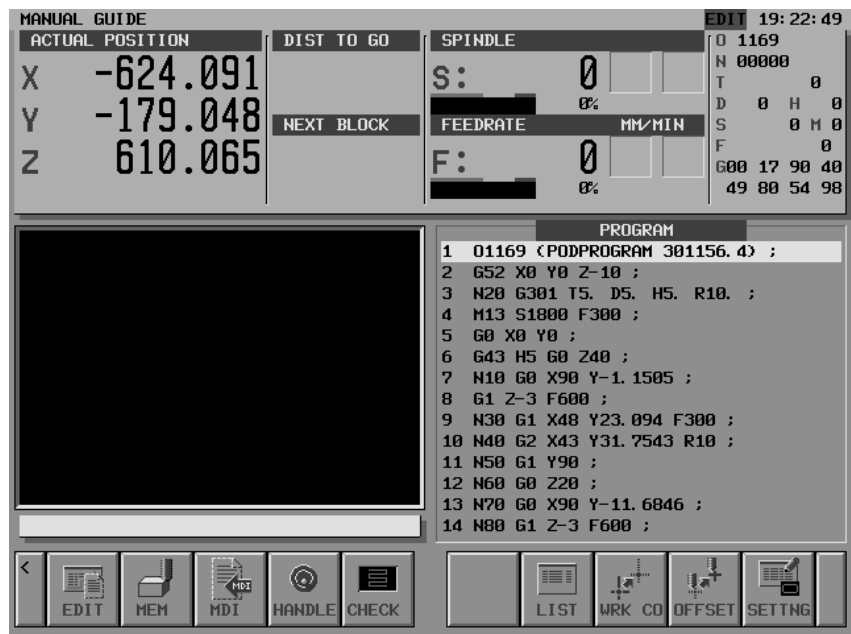 MANUAL GUIDE
EDIT 19:22:49
ACTUAL POSITION
X -624.091
Y -179.048
Z 610.065
DIST TO GO
NEXT BLOCK
SPINDLE
S: 0
0%
FEEDRATE MM/MIN
F: 0
0%
O 1169
N 00000
T 0
D 0 H 0
S 0 M 0
F 0
G00 17 90 40
49 80 54 98
PROGRAM
1 O1169 (PODPROGRAM 301156.4) ;
2 G52 X0 Y0 Z-10 ;
3 N20 G301 T5. D5. H5. R10. ;
4 M13 S1800 F300 ;
5 G0 X0 Y0 ;
6 G43 H5 G0 Z40 ;
7 N10 G0 X90 Y-1.1505 ;
8 G1 Z-3 F600 ;
9 N30 G1 X48 Y23.094 F300 ;
10 N40 G2 X43 Y31.7543 R10 ;
11 N50 G1 Y90 ;
12 N60 G0 Z20 ;
13 N70 G0 X90 Y-11.6846 ;
14 N80 G1 Z-3 F600 ;
<
EDIT
MEM
MDI
MDI
HANDLE
CHECK
LIST
WRK CO
OFFSET
SETTNG